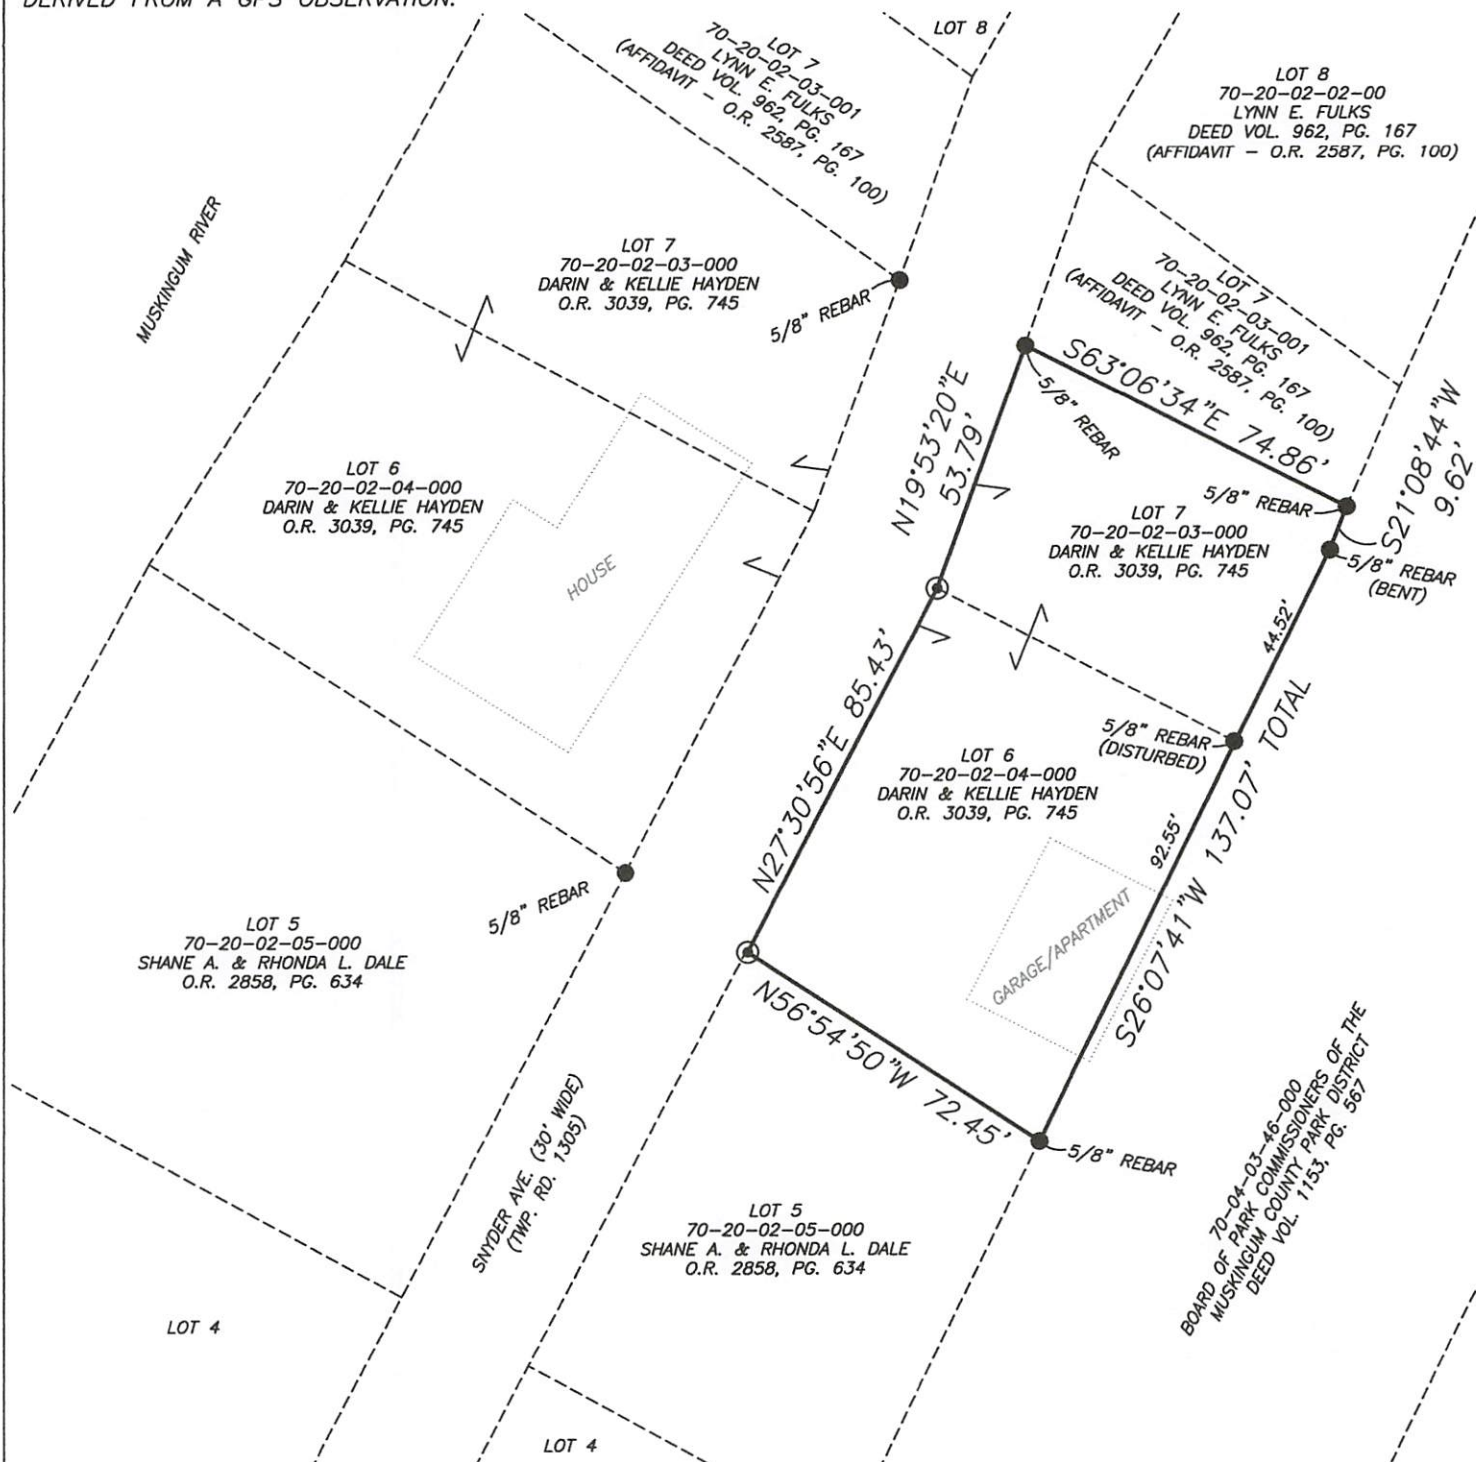 DERIVED FROM A GPS OBSERVATION.
LOT 8
LOT 7
70-20-02-03-001
LYNN E. FULKS
DEED VOL. 962, PG. 167
(AFFIDAVIT - O.R. 2587, PG. 100)
LOT 8
70-20-02-02-00
LYNN E. FULKS
DEED VOL. 962, PG. 167
(AFFIDAVIT - O.R. 2587, PG. 100)
MUSKINGUM RIVER
LOT 7
70-20-02-03-000
DARIN & KELLIE HAYDEN
O.R. 3039, PG. 745
5/8" REBAR
LOT 7
70-20-02-03-001
LYNN E. FULKS
DEED VOL. 962, PG. 167
(AFFIDAVIT - O.R. 2587, PG. 100)
S63°06'34"E 74.86'
5/8" REBAR
N19°53'20"E
53.79'
S21°08'44"W
9.62'
5/8" REBAR
5/8" REBAR
(BENT)
LOT 7
70-20-02-03-000
DARIN & KELLIE HAYDEN
O.R. 3039, PG. 745
LOT 6
70-20-02-04-000
DARIN & KELLIE HAYDEN
O.R. 3039, PG. 745
HOUSE
44.52'
N27°30'56"E 85.43'
5/8" REBAR
(DISTURBED)
LOT 6
70-20-02-04-000
DARIN & KELLIE HAYDEN
O.R. 3039, PG. 745
92.55'
S26°07'41"W 137.07' TOTAL
GARAGE/APARTMENT
5/8" REBAR
LOT 5
70-20-02-05-000
SHANE A. & RHONDA L. DALE
O.R. 2858, PG. 634
N56°54'50"W 72.45'
5/8" REBAR
SNYDER AVE. (30' WIDE)
(TWP. RD. 1305)
70-04-03-46-000
BOARD OF PARK COMMISSIONERS OF THE
MUSKINGUM COUNTY PARK DISTRICT
DEED VOL. 1153, PG. 567
LOT 5
70-20-02-05-000
SHANE A. & RHONDA L. DALE
O.R. 2858, PG. 634
LOT 4
LOT 4